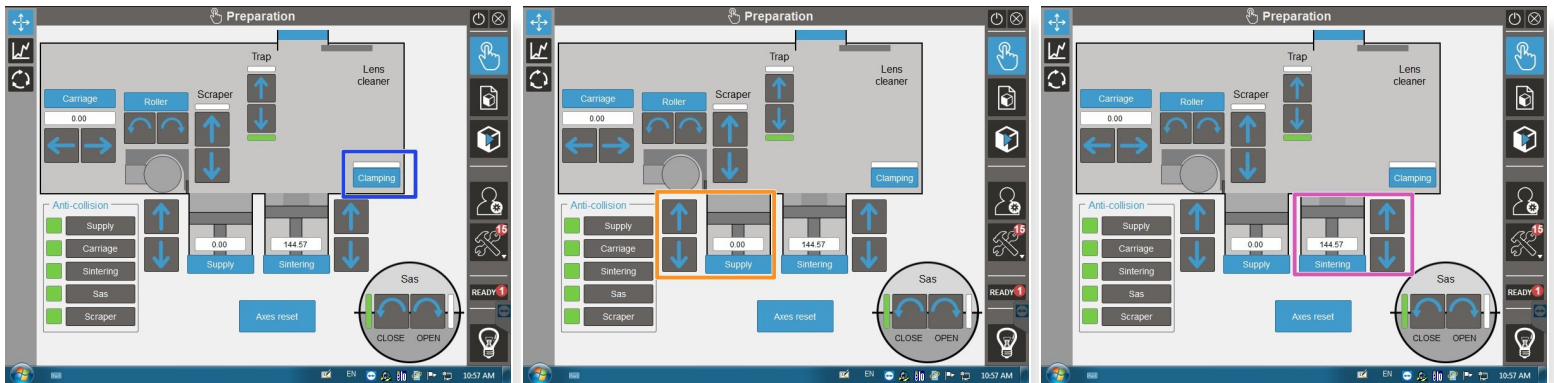 Preparation
Trap
Lens
cleaner
Carriage
0.00
Roller
Scraper
Clamping
Anti-collision
Supply
Carriage
Sintering
Sas
Scraper
0.00
144.57
Supply
Sintering
15
Sas
READY 1
CLOSE OPEN
Axes reset
EN
10:57 AM
Preparation
Trap
Lens
cleaner
Carriage
0.00
Roller
Scraper
Clamping
Anti-collision
Supply
Carriage
Sintering
Sas
Scraper
0.00
144.57
Supply
Sintering
15
Sas
READY 1
CLOSE OPEN
Axes reset
EN
10:57 AM
Preparation
Trap
Lens
cleaner
Carriage
0.00
Roller
Scraper
Clamping
Anti-collision
Supply
Carriage
Sintering
Sas
Scraper
0.00
144.57
Supply
Sintering
15
Sas
READY 1
CLOSE OPEN
Axes reset
EN
10:57 AM